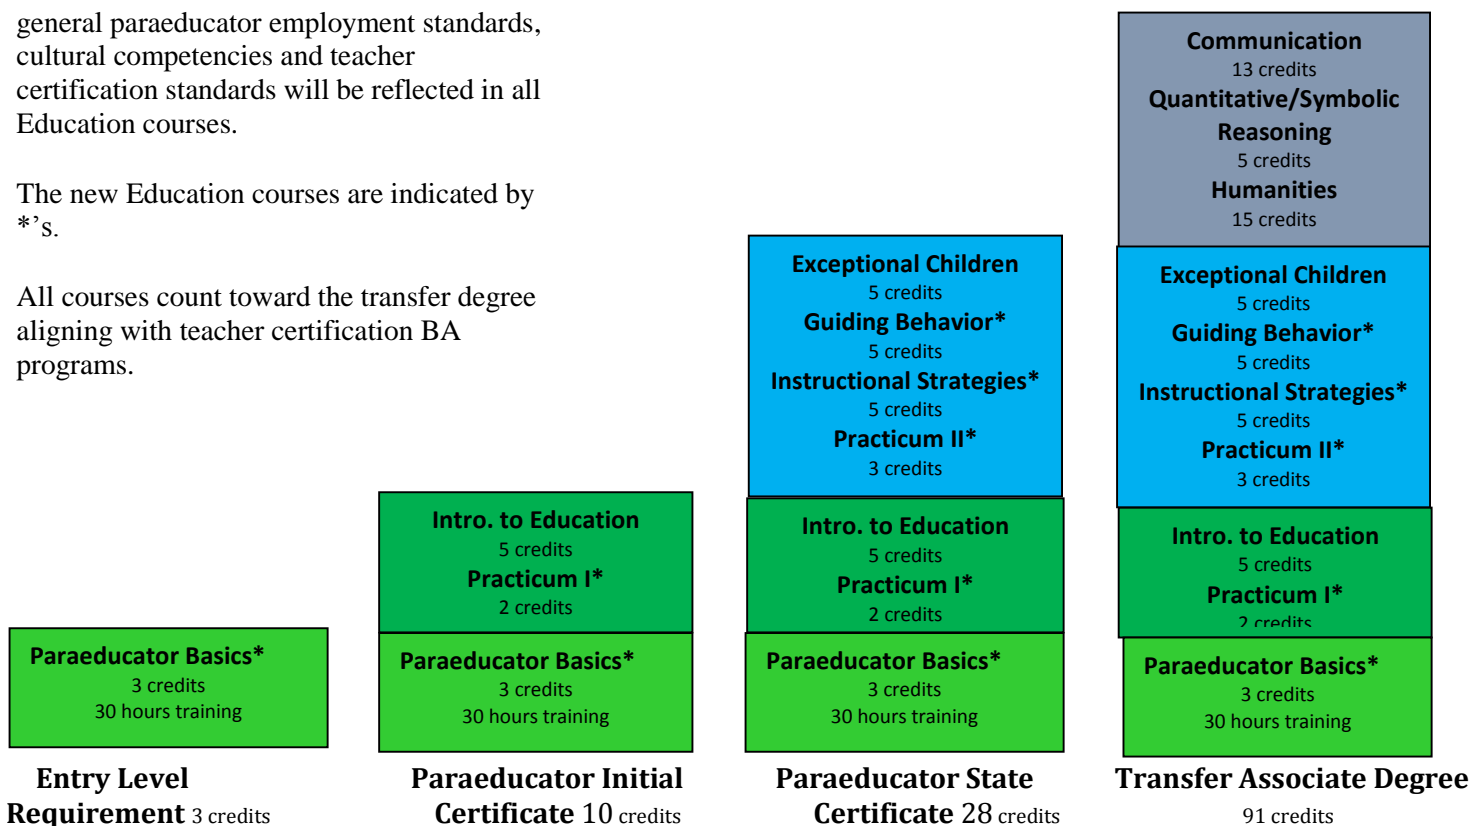 general paraeducator employment standards,
cultural competencies and teacher
certification standards will be reflected in all
Education courses.
The new Education courses are indicated by
*’s.
All courses count toward the transfer degree
aligning with teacher certification BA
programs.
Paraeducator Basics*
3 credits
30 hours training
Entry Level
Requirement 3 credits
Intro. to Education
5 credits
Practicum I*
2 credits
Paraeducator Basics*
3 credits
30 hours training
Paraeducator Initial
Certificate 10 credits
Exceptional Children
5 credits
Guiding Behavior*
5 credits
Instructional Strategies*
5 credits
Practicum II*
3 credits
Intro. to Education
5 credits
Practicum I*
2 credits
Paraeducator Basics*
3 credits
30 hours training
Paraeducator State
Certificate 28 credits
Communication
13 credits
Quantitative/Symbolic
Reasoning
5 credits
Humanities
15 credits
Exceptional Children
5 credits
Guiding Behavior*
5 credits
Instructional Strategies*
5 credits
Practicum II*
3 credits
Intro. to Education
5 credits
Practicum I*
2 credits
Paraeducator Basics*
3 credits
30 hours training
Transfer Associate Degree
91 credits